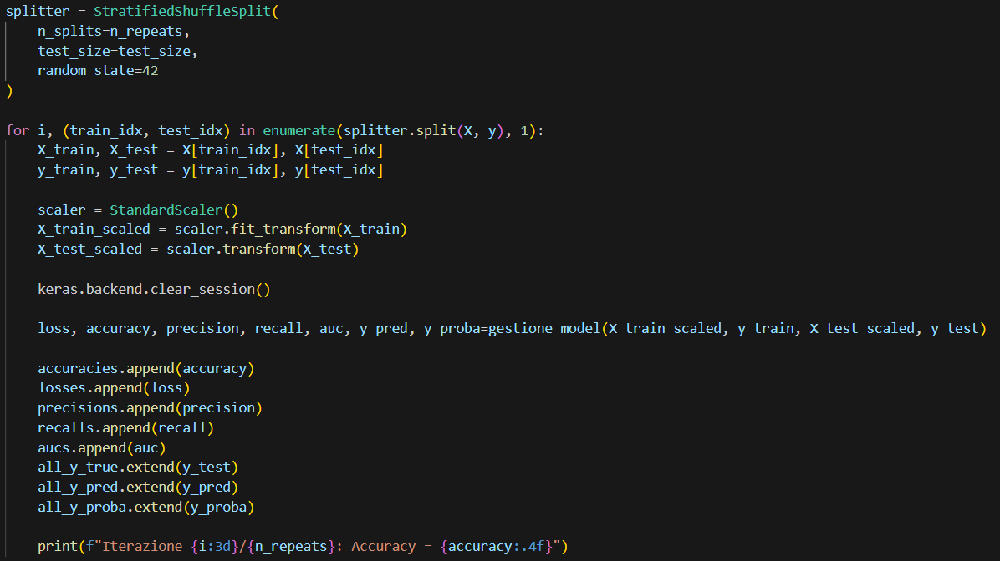 splitter = StratifiedShuffleSplit(
    n_splits=n_repeats,
    test_size=test_size,
    random_state=42
)
for i, (train_idx, test_idx) in enumerate(splitter.split(X, y), 1):
    X_train, X_test = X[train_idx], X[test_idx]
    y_train, y_test = y[train_idx], y[test_idx]
    scaler = StandardScaler()
    X_train_scaled = scaler.fit_transform(X_train)
    X_test_scaled = scaler.transform(X_test)
    keras.backend.clear_session()
    loss, accuracy, precision, recall, auc, y_pred, y_proba=gestione_model(X_train_scaled, y_train, X_test_scaled, y_test)
    accuracies.append(accuracy)
    losses.append(loss)
    precisions.append(precision)
    recalls.append(recall)
    aucs.append(auc)
    all_y_true.extend(y_test)
    all_y_pred.extend(y_pred)
    all_y_proba.extend(y_proba)
    print(f"Iterazione {i:3d}/{n_repeats}: Accuracy = {accuracy:.4f}")